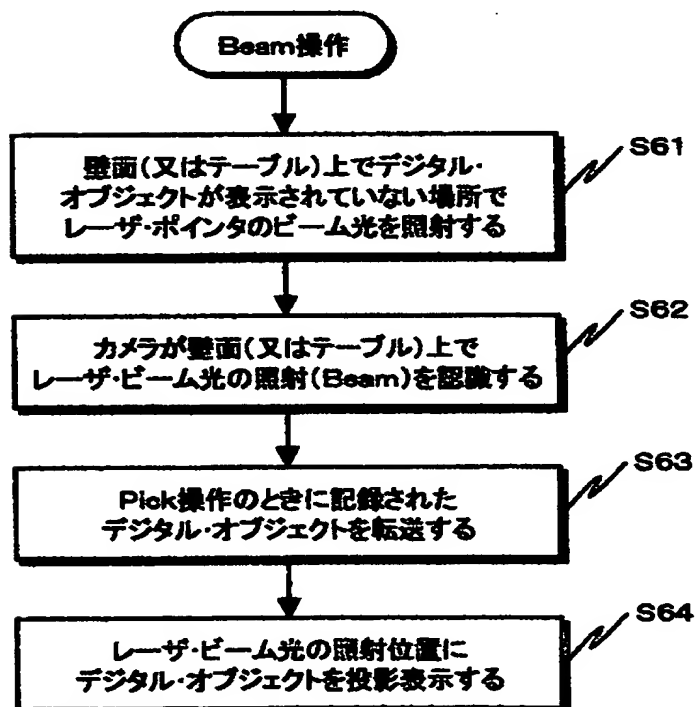 Beam操作
壁面(又はテーブル)上でデジタル・
オブジェクトが表示されていない場所で
レーザ・ポインタのビーム光を照射する
S61
カメラが壁面(又はテーブル)上で
レーザ・ビーム光の照射(Beam)を認識する
S62
Pick操作のときに記録された
デジタル・オブジェクトを転送する
S63
レーザ・ビーム光の照射位置に
デジタル・オブジェクトを投影表示する
S64